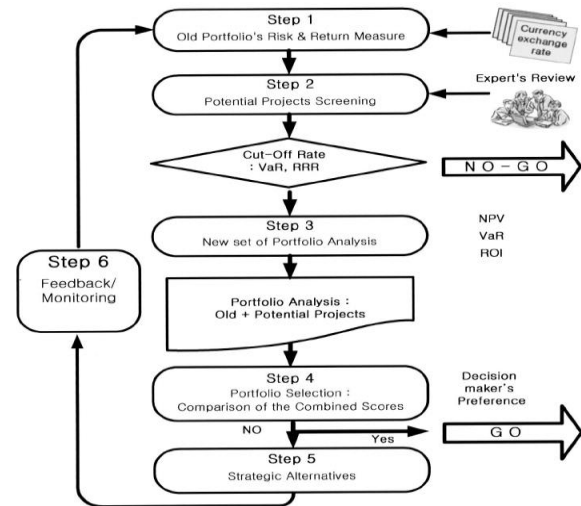 Step 1
Old Portfolio's Risk & Return Measure
Currency
exchange
rate
Step 2
Potential Projects Screening
Expert's Review
Cut-Off Rate
: VaR, RRR
NO-GO
Step 3
New set of Portfolio Analysis
NPV
VaR
ROI
Step 6
Feedback/
Monitoring
Portfolio Analysis :
Old + Potential Projects
Step 4
Portfolio Selection :
Comparison of the Combined Scores
Decision
maker's
Preference
NO
Yes
GO
Step 5
Strategic Alternatives